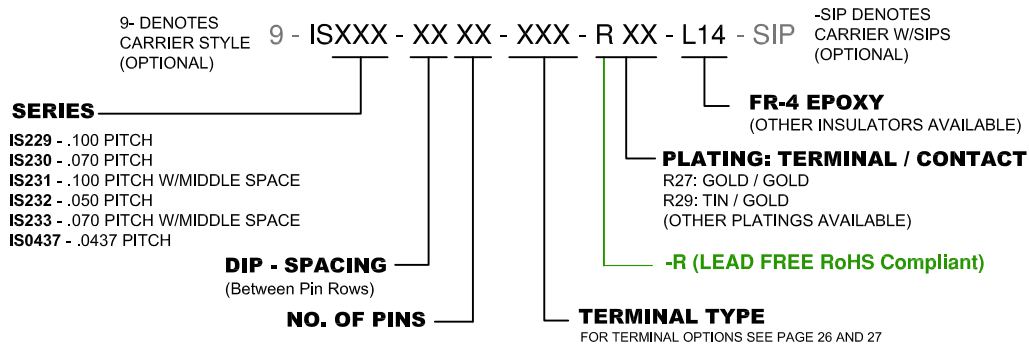 9- DENOTES
CARRIER STYLE
(OPTIONAL)
9 - ISXXX - XX XX - XXX - R XX - L14 - SIP
-SIP DENOTES
CARRIER W/SIPS
(OPTIONAL)
SERIES
IS229 - .100 PITCH
IS230 - .070 PITCH
IS231 - .100 PITCH W/MIDDLE SPACE
IS232 - .050 PITCH
IS233 - .070 PITCH W/MIDDLE SPACE
IS0437 - .0437 PITCH
FR-4 EPOXY
(OTHER INSULATORS AVAILABLE)
PLATING: TERMINAL / CONTACT
R27: GOLD / GOLD
R29: TIN / GOLD
(OTHER PLATINGS AVAILABLE)
DIP - SPACING
(Between Pin Rows)
-R (LEAD FREE RoHS Compliant)
NO. OF PINS
TERMINAL TYPE
FOR TERMINAL OPTIONS SEE PAGE 26 AND 27